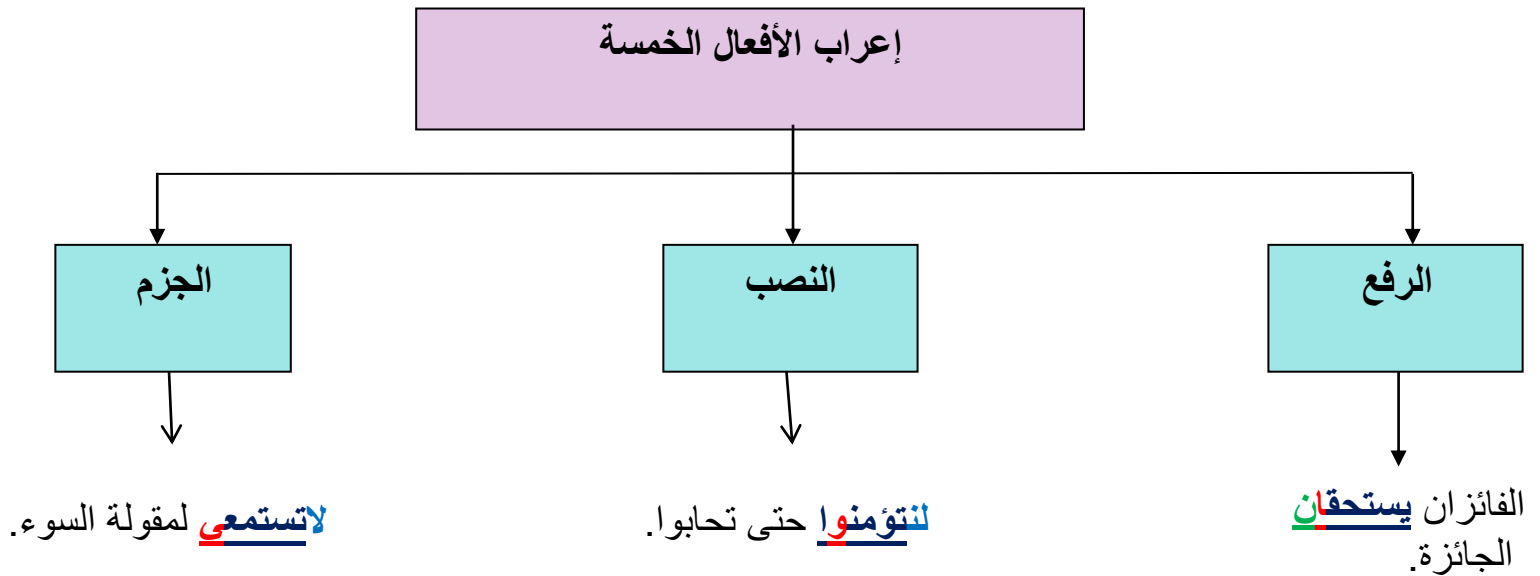 إعراب الأفعال الخمسة
الرفع
النصب
الجزم
الفائزان يستحقان
الجائزة.
لنتؤمنوا حتى تحابوا.
لاتستمعي لمقولة السوء.